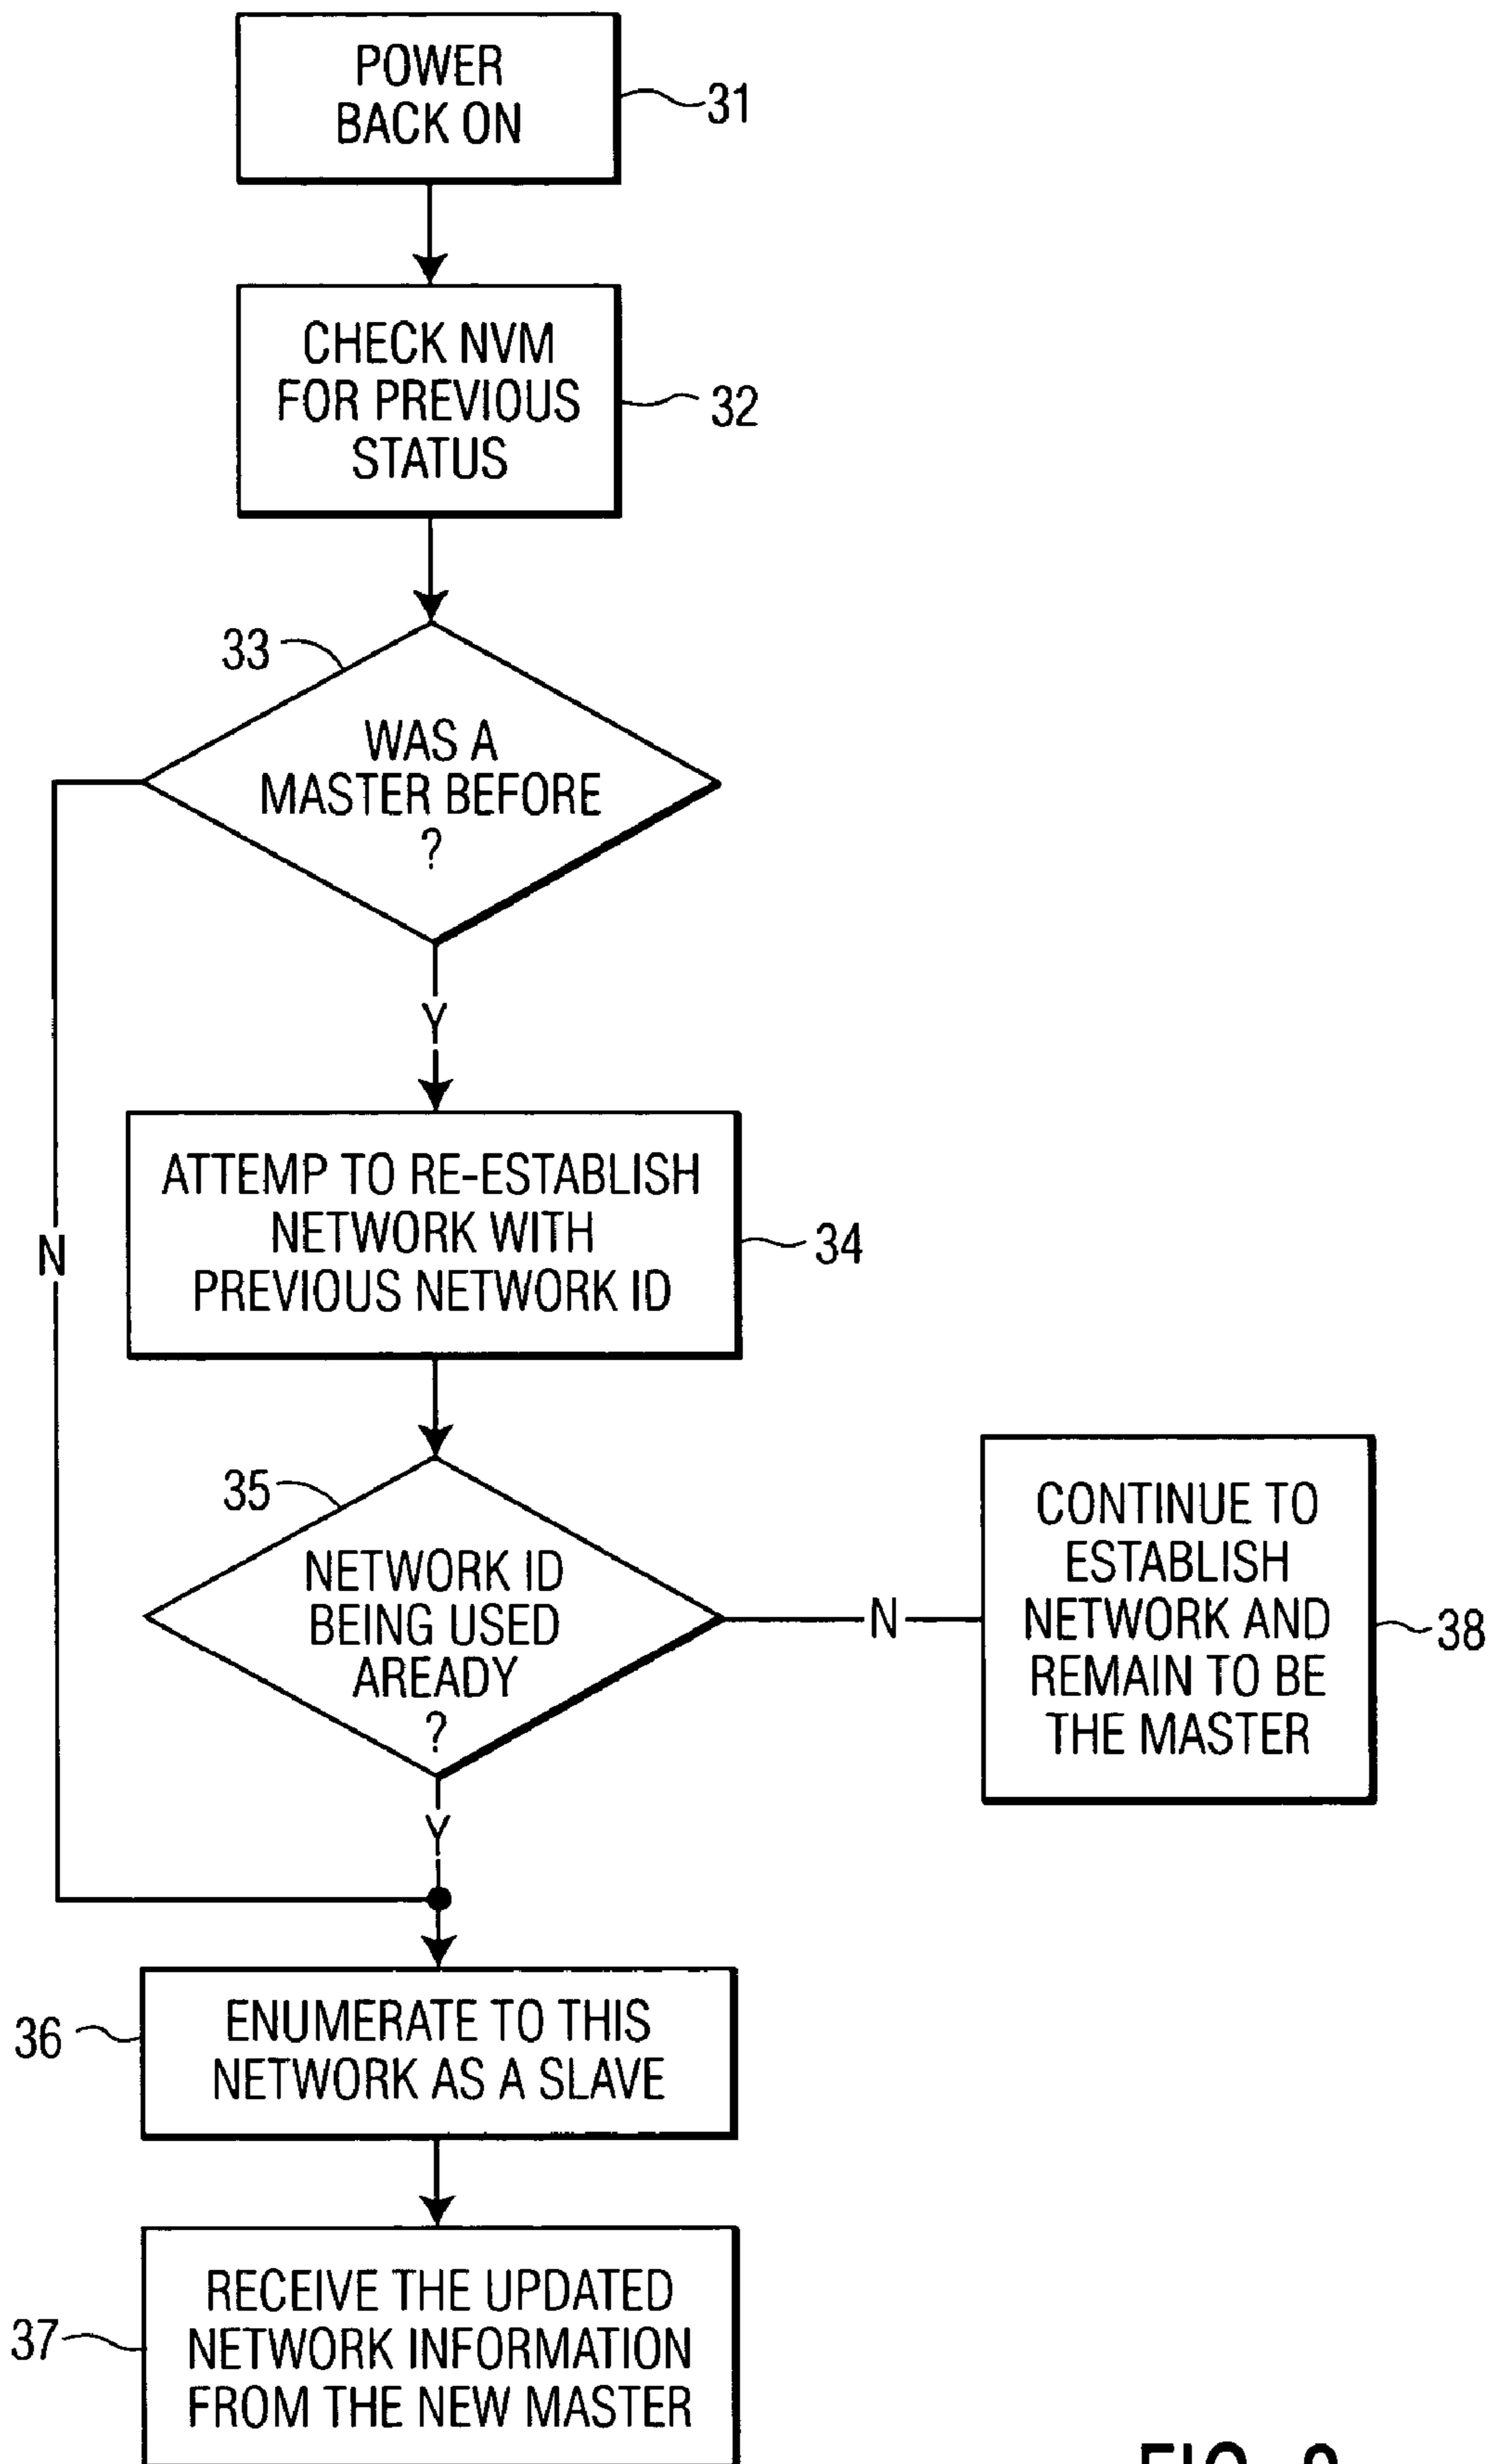 POWER
BACK ON
31
CHECK NVM
FOR PREVIOUS
STATUS
32
33
WAS A
MASTER BEFORE
?
Y
N
ATTEMP TO RE-ESTABLISH
NETWORK WITH
PREVIOUS NETWORK ID
34
35
NETWORK ID
BEING USED
AREADY
?
N
CONTINUE TO
ESTABLISH
NETWORK AND
REMAIN TO BE
THE MASTER
38
Y
36
ENUMERATE TO THIS
NETWORK AS A SLAVE
37
RECEIVE THE UPDATED
NETWORK INFORMATION
FROM THE NEW MASTER
FIG.